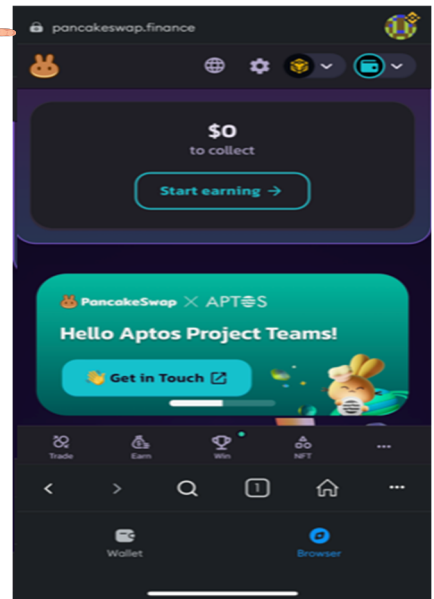 pancakeswap.finance
$0
to collect
Start earning →
PancakeSwap × APTOS
Hello Aptos Project Teams!
Get in Touch
Trade Earn Win NFT
1
Wallet Browser